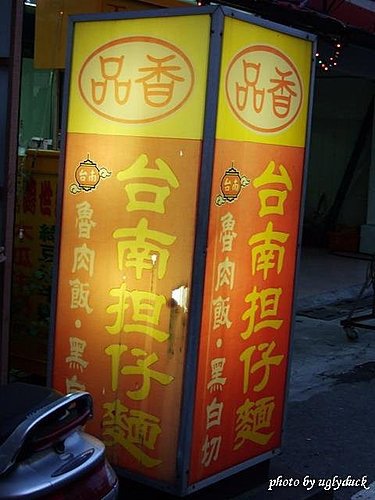 品香
台南
台南担仔麵
魯肉飯·黑
品香
台南
台南担仔麵
魯肉飯·黑白切
photo by uglyduck